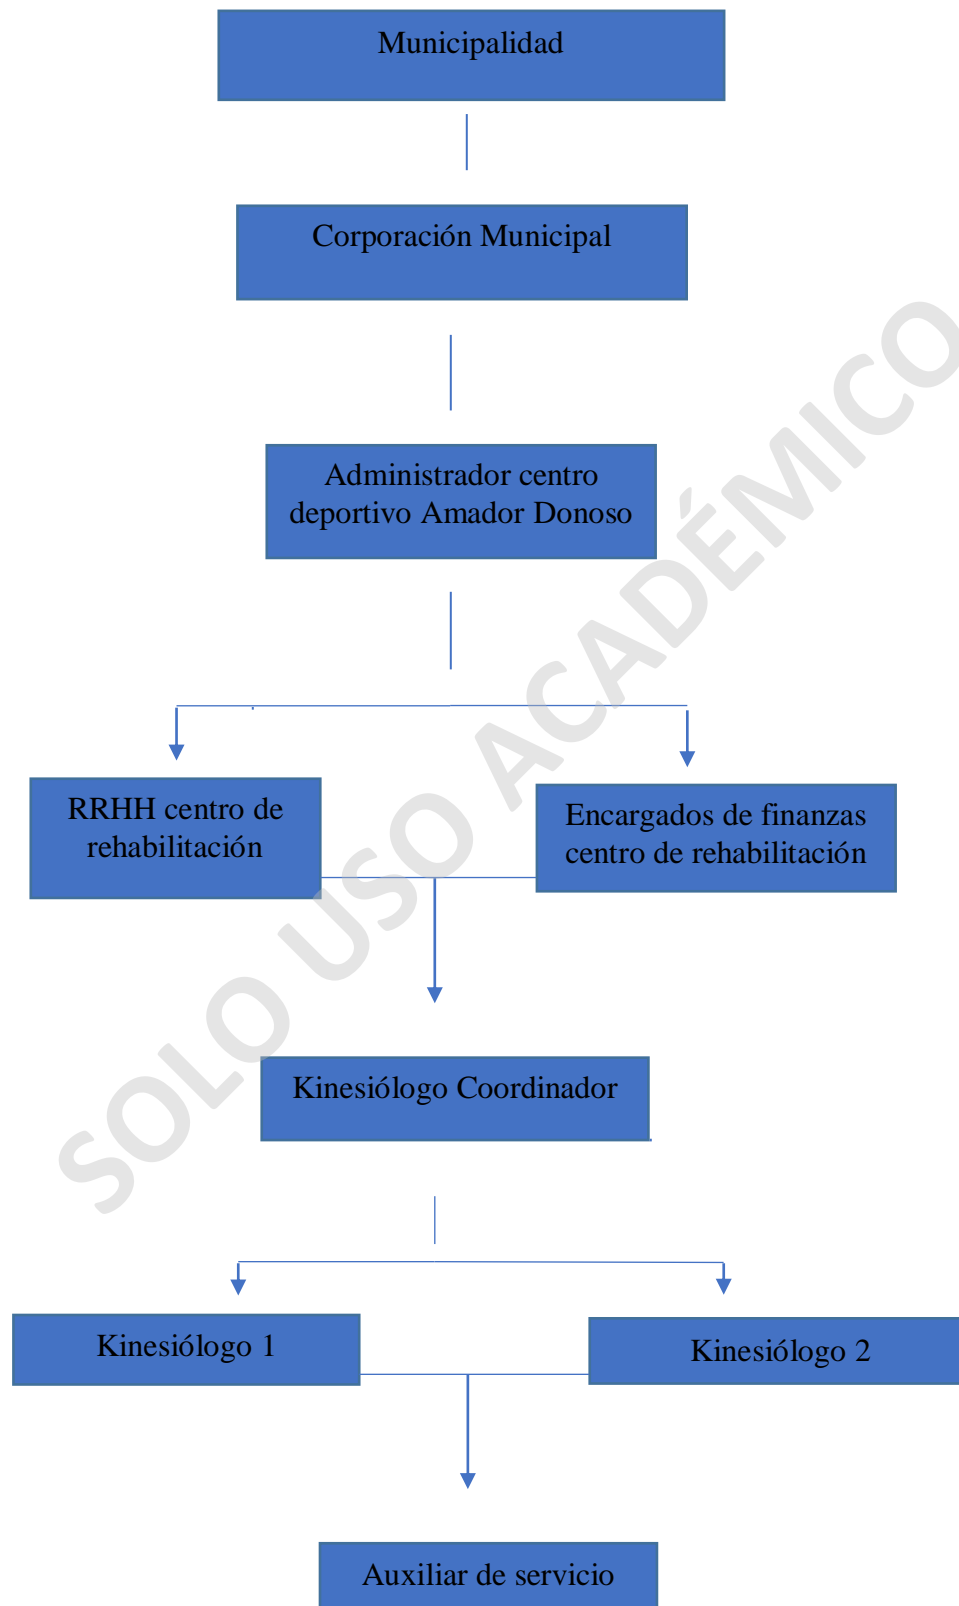 Municipalidad
Corporación Municipal
Administrador centro
deportivo Amador Donoso
RRHH centro de
rehabilitación
Encargados de finanzas
centro de rehabilitación
Kinesiólogo Coordinador
Kinesiólogo 1
Kinesiólogo 2
Auxiliar de servicio
SOLO USO ACADÉMICO